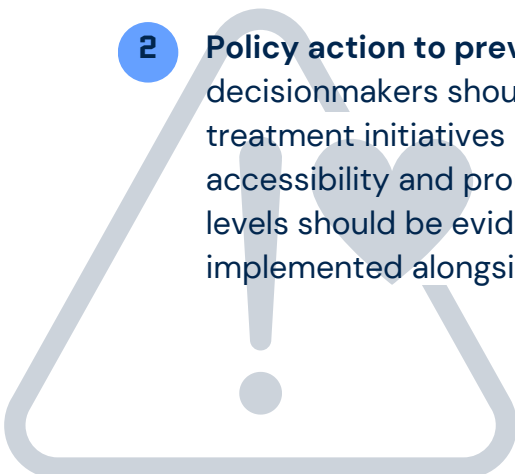 2 Policy action to prev
decisionmakers shou
treatment initiatives
accessibility and pro
levels should be evid
implemented alongsi